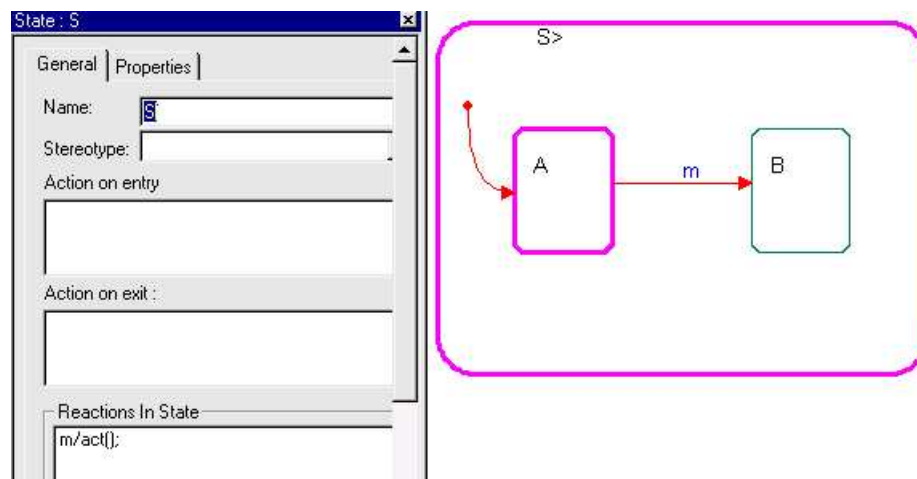 State : S
General
Properties
Name:
S
Stereotype:
Action on entry
Action on exit :
Reactions In State
m/act();
S>
A
m
B